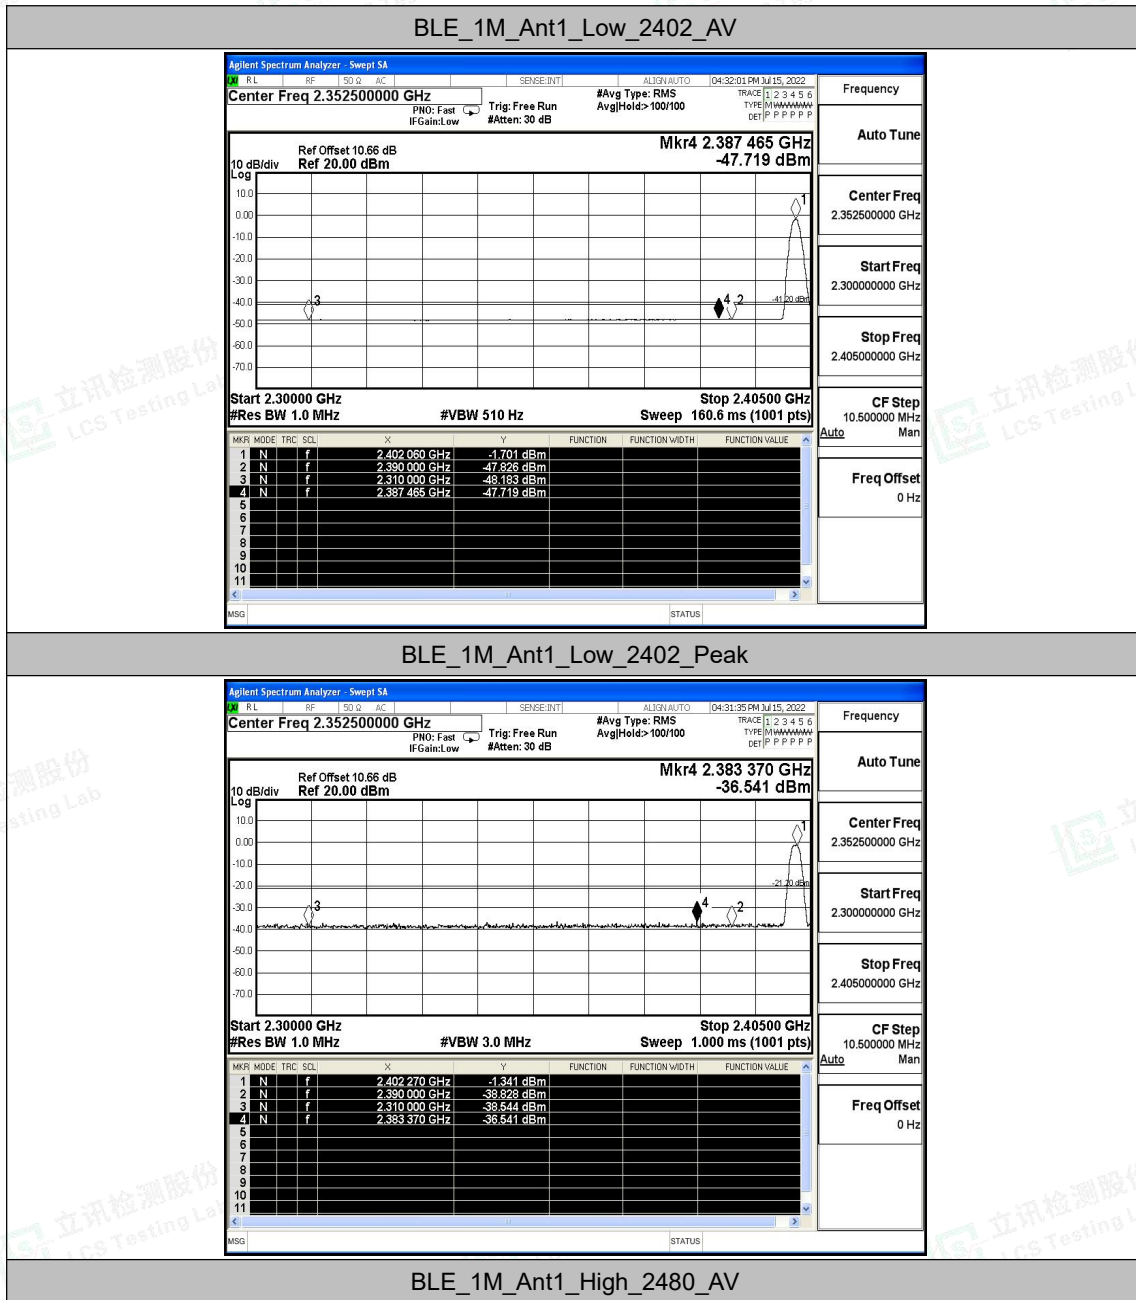 BLE_1M_Ant1_Low_2402_AV
Agilent Spectrum Analyzer - Swept SA
LXI RL RF 50 Ω AC SENSE:INT ALIGN AUTO 04:32:01 PM Jul 15, 2022
Center Freq 2.352500000 GHz
PNO: Fast
IFGain:Low
Trig: Free Run
#Atten: 30 dB
#Avg Type: RMS
Avg|Hold:> 100/100
TRACE 1 2 3 4 5 6
TYPE M
DET P P P P P P
Ref Offset 10.66 dB
10 dB/div Ref 20.00 dBm
Log
Mkr4 2.387 465 GHz
-47.719 dBm
10.0
0.00
-10.0
-20.0
-30.0
-40.0
-50.0
-60.0
-70.0
1
3
4 2
-41.20 dBm
Start 2.30000 GHz Stop 2.40500 GHz
#Res BW 1.0 MHz #VBW 510 Hz Sweep 160.6 ms (1001 pts)
MKR MODE TRC SCL X Y FUNCTION FUNCTION WIDTH FUNCTION VALUE
1 N f 2.402 060 GHz -1.701 dBm
2 N f 2.390 000 GHz -47.826 dBm
3 N f 2.310 000 GHz -48.183 dBm
4 N f 2.387 465 GHz -47.719 dBm
5
6
7
8
9
10
11
MSG STATUS
Frequency
Auto Tune
Center Freq
2.352500000 GHz
Start Freq
2.300000000 GHz
Stop Freq
2.405000000 GHz
CF Step
10.500000 MHz
Auto Man
Freq Offset
0 Hz
BLE_1M_Ant1_Low_2402_Peak
Agilent Spectrum Analyzer - Swept SA
LXI RL RF 50 Ω AC SENSE:INT ALIGN AUTO 04:31:35 PM Jul 15, 2022
Center Freq 2.352500000 GHz
PNO: Fast
IFGain:Low
Trig: Free Run
#Atten: 30 dB
#Avg Type: RMS
Avg|Hold:> 100/100
TRACE 1 2 3 4 5 6
TYPE M
DET P P P P P P
Ref Offset 10.66 dB
10 dB/div Ref 20.00 dBm
Log
Mkr4 2.383 370 GHz
-36.541 dBm
10.0
0.00
-10.0
-20.0
-30.0
-40.0
-50.0
-60.0
-70.0
1
-21.20 dBm
3
4 2
Start 2.30000 GHz Stop 2.40500 GHz
#Res BW 1.0 MHz #VBW 3.0 MHz Sweep 1.000 ms (1001 pts)
MKR MODE TRC SCL X Y FUNCTION FUNCTION WIDTH FUNCTION VALUE
1 N f 2.402 270 GHz -1.341 dBm
2 N f 2.390 000 GHz -38.828 dBm
3 N f 2.310 000 GHz -38.544 dBm
4 N f 2.383 370 GHz -36.541 dBm
5
6
7
8
9
10
11
MSG STATUS
Frequency
Auto Tune
Center Freq
2.352500000 GHz
Start Freq
2.300000000 GHz
Stop Freq
2.405000000 GHz
CF Step
10.500000 MHz
Auto Man
Freq Offset
0 Hz
BLE_1M_Ant1_High_2480_AV
立讯检测股份
LCS Testing Lab